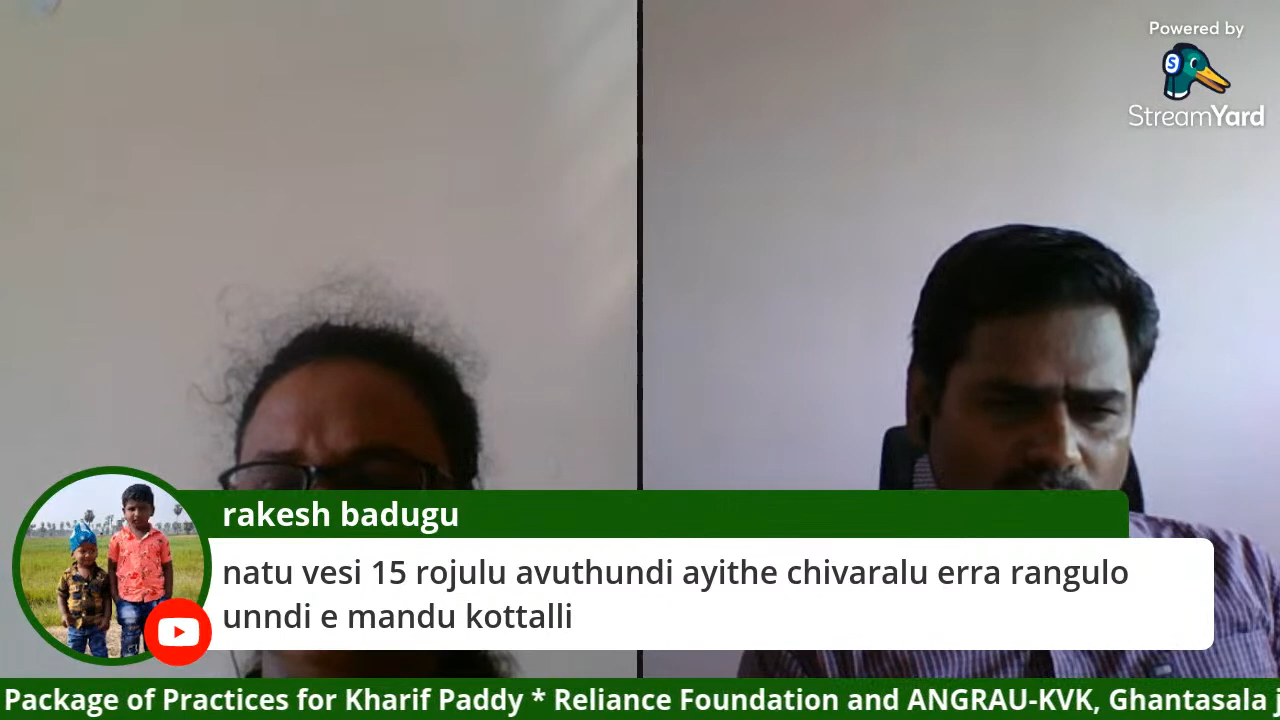 Powered by
StreamYard
rakesh badugu
natu vesi 15 rojulu avuthundi ayithe chivaralu erra rangulo
unndi e mandu kottalli
Package of Practices for Kharif Paddy * Reliance Foundation and ANGRAU-KVK, Ghantasala j